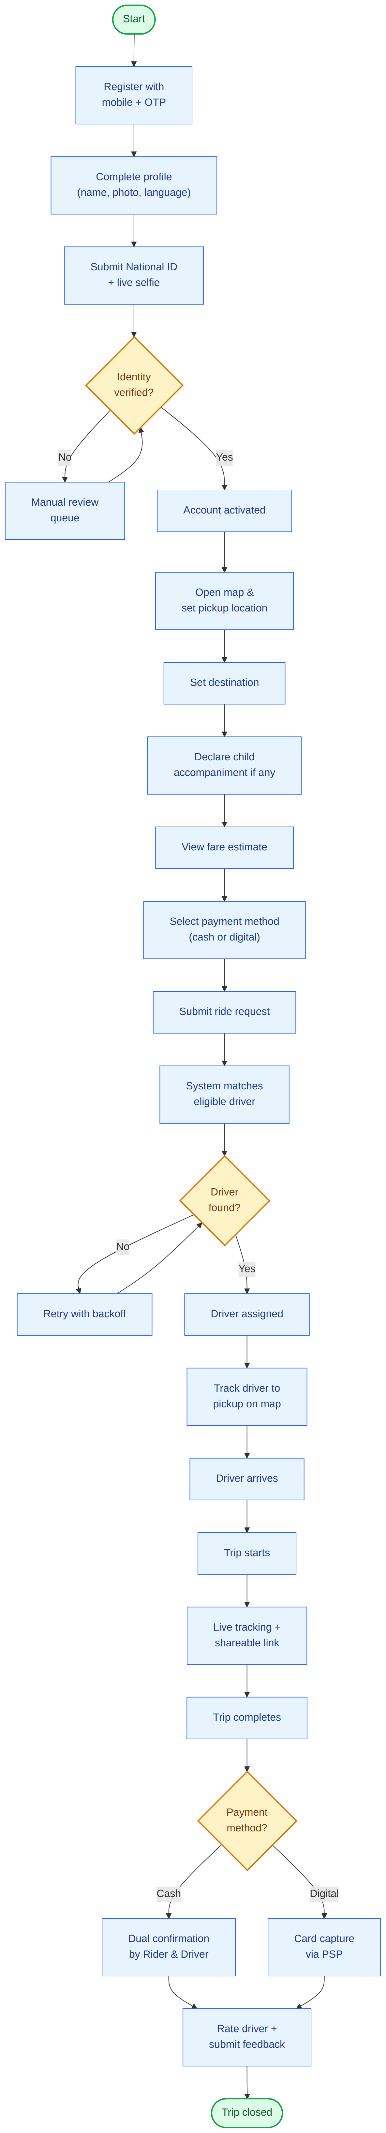 Start
Register with
mobile + OTP
Complete profile
(name, photo, language)
Submit National ID
+ live selfie
Identity
verified?
No
Yes
Manual review
queue
Account activated
Open map &
set pickup location
Set destination
Declare child
accompaniment if any
View fare estimate
Select payment method
(cash or digital)
Submit ride request
System matches
eligible driver
Driver
found?
No
Yes
Retry with backoff
Driver assigned
Track driver to
pickup on map
Driver arrives
Trip starts
Live tracking +
shareable link
Trip completes
Payment
method?
Cash
Digital
Dual confirmation
by Rider & Driver
Card capture
via PSP
Rate driver +
submit feedback
Trip closed